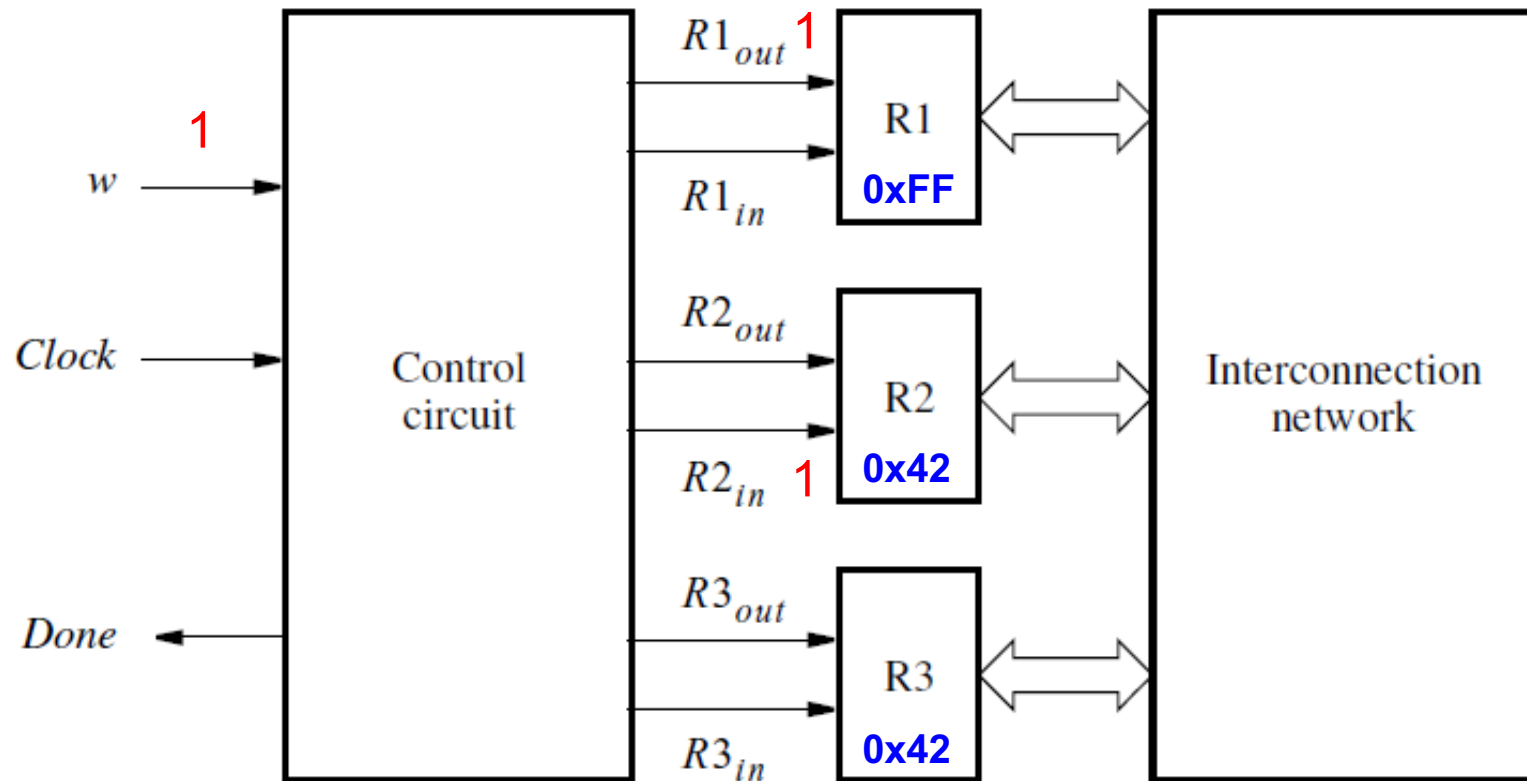 R1out 1
1
w
R1
R1in
0xFF
R2out
Clock
Control
circuit
R2
Interconnection
network
R2in 1
0x42
R3out
Done
R3
R3in
0x42